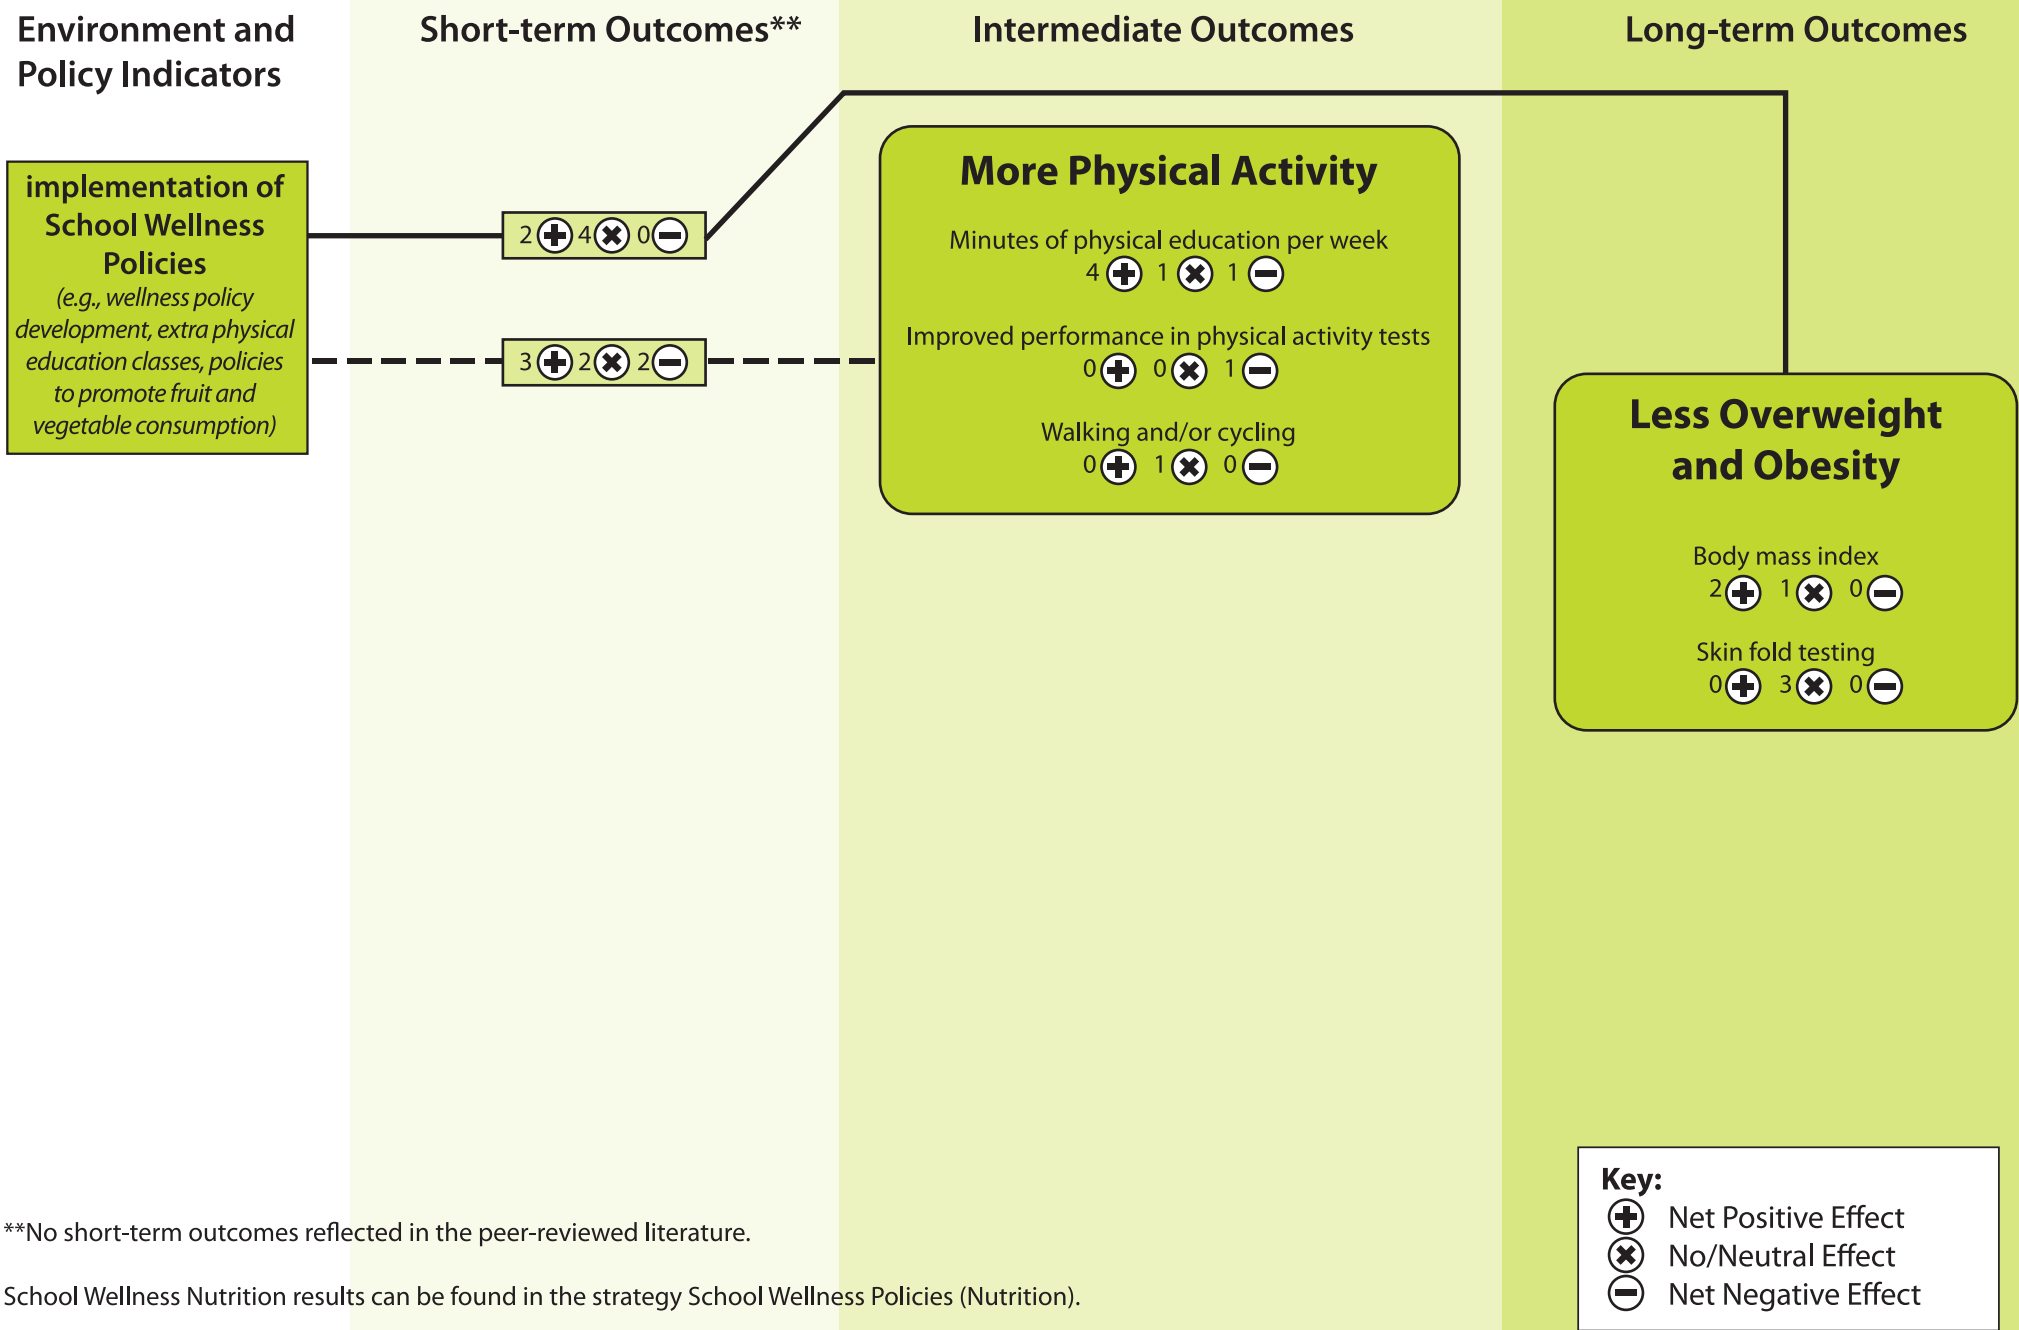 Environment and
Policy Indicators
Short-term Outcomes**
Intermediate Outcomes
Long-term Outcomes
implementation of
School Wellness
Policies
(e.g., wellness policy
development, extra physical
education classes, policies
to promote fruit and
vegetable consumption)
2 + 4 × 0 −
3 + 2 × 2 −
More Physical Activity
Minutes of physical education per week
4 + 1 × 1 −
Improved performance in physical activity tests
0 + 0 × 1 −
Walking and/or cycling
0 + 1 × 0 −
Less Overweight
and Obesity
Body mass index
2 + 1 × 0 −
Skin fold testing
0 + 3 × 0 −
**No short-term outcomes reflected in the peer-reviewed literature.
School Wellness Nutrition results can be found in the strategy School Wellness Policies (Nutrition).
Key:
+ Net Positive Effect
× No/Neutral Effect
− Net Negative Effect